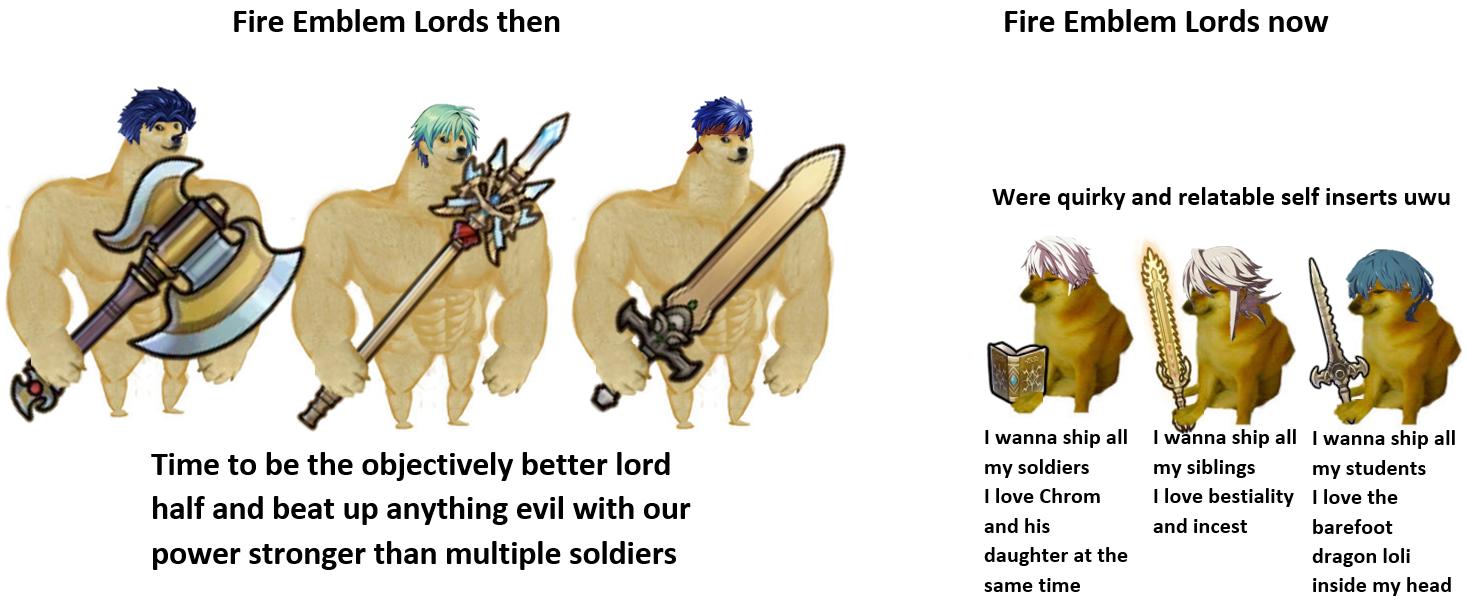 Fire Emblem Lords then
Fire Emblem Lords now
Were quirky and relatable self inserts uwu
Time to be the objectively better lord
half and beat up anything evil with our
power stronger than multiple soldiers
I wanna ship all
my soldiers
I love Chrom
and his
daughter at the
same time
I wanna ship all
my siblings
I love bestiality
and incest
I wanna ship all
my students
I love the
barefoot
dragon loli
inside my head